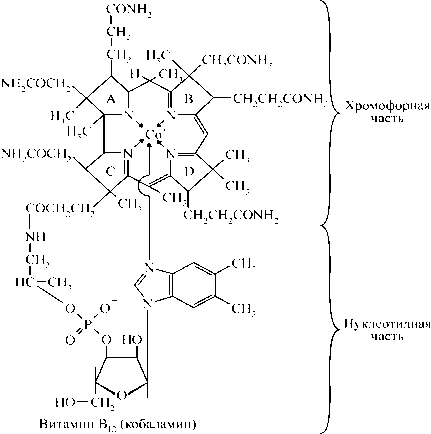 CONH₂
CH₂
CH₂
H₃C
CH₂CONH₂
NH₂COCH₂
A
B
CH₂CH₂CONH₂
H₃C
H₃C
N
N
Co
N
N
NH₂COCH₂
C
D
CH₃
CH₃
CH₃
CH₃
COCH₂CH₂
CH₂CH₂CONH₂
NH
CH₂
HC—CH₃
O
O⁻
P
O
O
HO
N
N
CH₃
CH₃
O
HO—CH₂
Хромофорная
часть
Нуклеотидная
часть
Витамин B₁₂ (кобаламин)